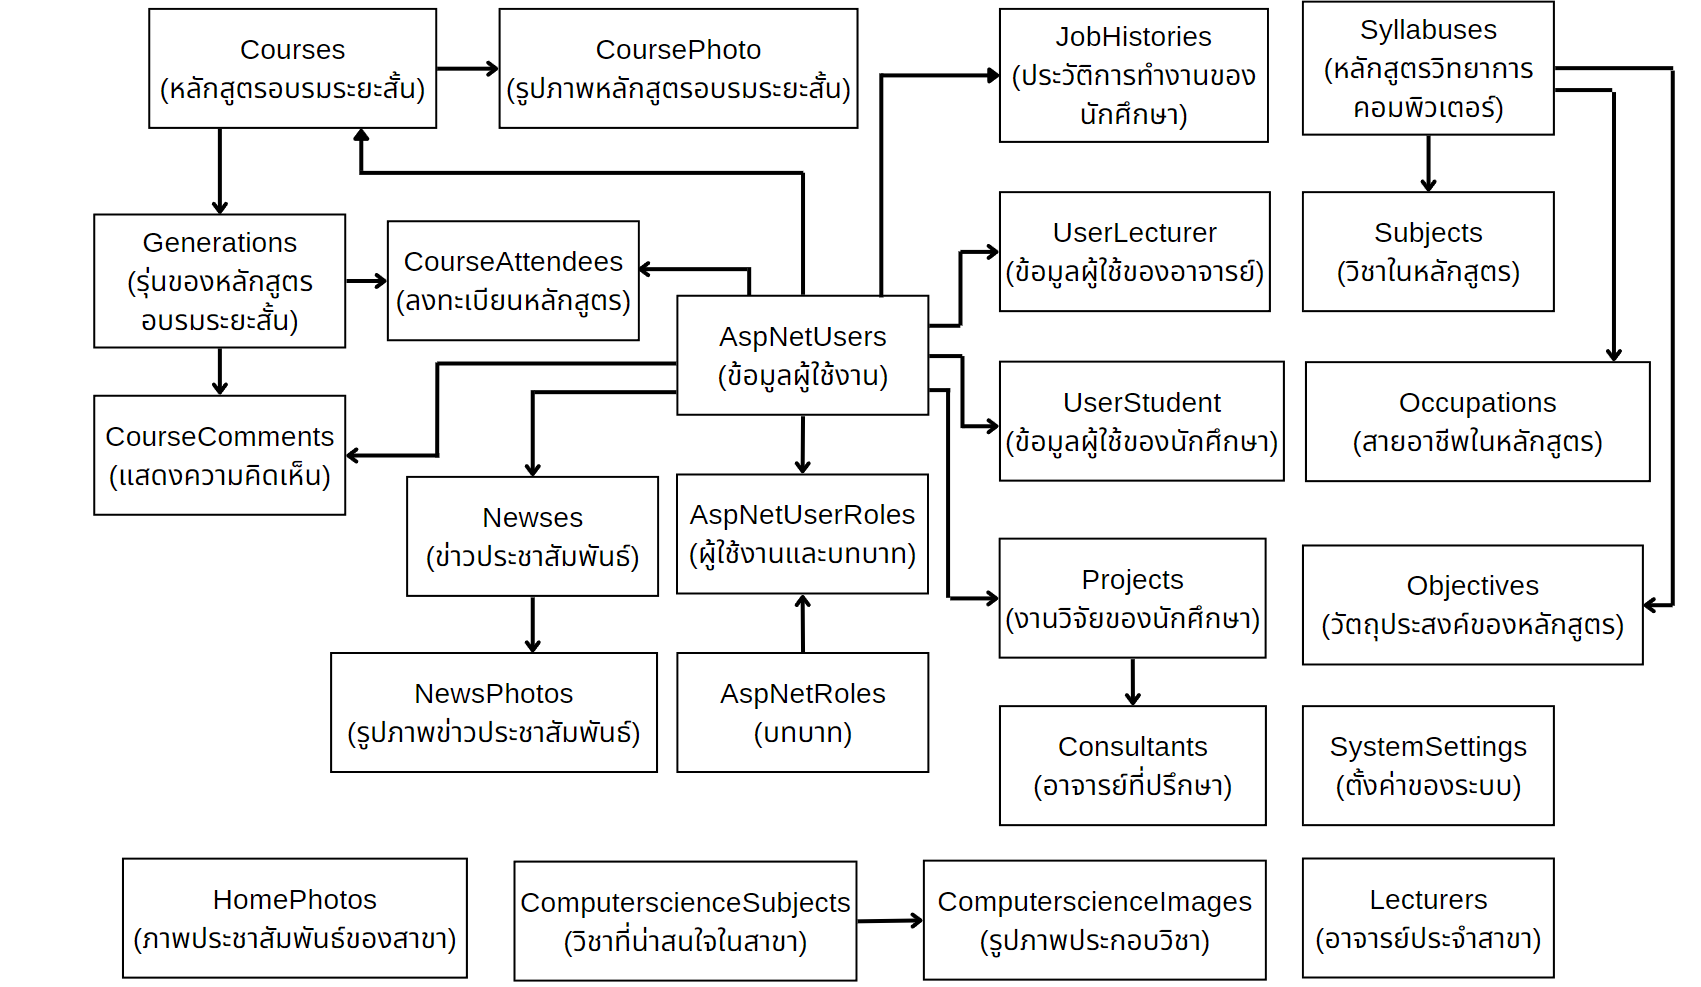 Courses
(หลักสูตรอบรมระยะสั้น)
CoursePhoto
(รูปภาพหลักสูตรอบรมระยะสั้น)
JobHistories
(ประวัติการทำงานของ
นักศึกษา)
Syllabuses
(หลักสูตรวิทยาการ
คอมพิวเตอร์)
Generations
(รุ่นของหลักสูตร
อบรมระยะสั้น)
CourseAttendees
(ลงทะเบียนหลักสูตร)
UserLecturer
(ข้อมูลผู้ใช้ของอาจารย์)
Subjects
(วิชาในหลักสูตร)
AspNetUsers
(ข้อมูลผู้ใช้งาน)
UserStudent
(ข้อมูลผู้ใช้ของนักศึกษา)
Occupations
(สายอาชีพในหลักสูตร)
CourseComments
(แสดงความคิดเห็น)
Newses
(ข่าวประชาสัมพันธ์)
AspNetUserRoles
(ผู้ใช้งานและบทบาท)
Projects
(งานวิจัยของนักศึกษา)
Objectives
(วัตถุประสงค์ของหลักสูตร)
NewsPhotos
(รูปภาพข่าวประชาสัมพันธ์)
AspNetRoles
(บทบาท)
Consultants
(อาจารย์ที่ปรึกษา)
SystemSettings
(ตั้งค่าของระบบ)
HomePhotos
(ภาพประชาสัมพันธ์ของสาขา)
ComputerscienceSubjects
(วิชาที่น่าสนใจในสาขา)
ComputerscienceImages
(รูปภาพประกอบวิชา)
Lecturers
(อาจารย์ประจำสาขา)